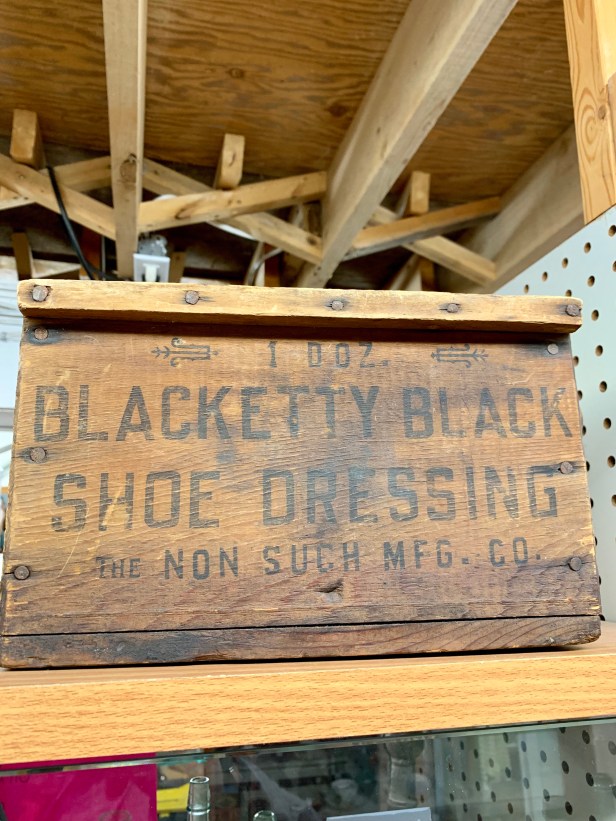 1 DOZ.
BLACKETTY BLACK
SHOE DRESSING
THE NON SUCH MFG. CO.